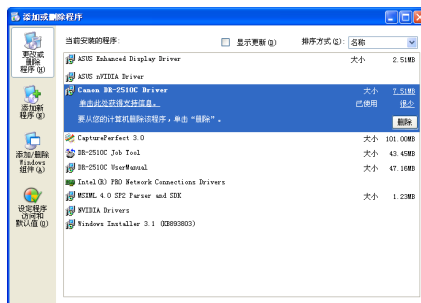 添加或删除程序
更改或
删除
程序(H)
添加新
程序(N)
添加/删除
Windows
组件(A)
设定程序
访问和
默认值(O)
当前安装的程序: 显示更新(D) 排序方式(S): 名称
ASUS Enhanced Display Driver 大小 2.51MB
ASUS nVIDIA Driver
Canon DR-2510C Driver 大小 7.51MB
单击此处获得支持信息。 已使用 很少
要从您的计算机删除该程序，单击“删除”。 删除
CapturePerfect 3.0 大小 101.00MB
DR-2510C Job Tool 大小 43.45MB
DR-2510C UserManual 大小 47.16MB
Intel(R) PRO Network Connections Drivers
MSXML 4.0 SP2 Parser and SDK 大小 1.23MB
NVIDIA Drivers
Windows Installer 3.1 (KB893803)